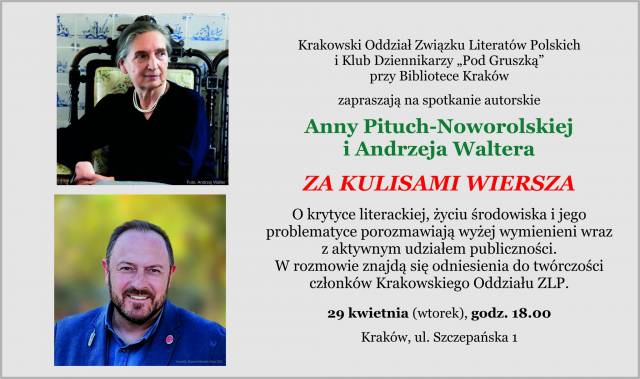 Foto. Andrzej Walter
Krakowski Oddział Związku Literatów Polskich
i Klub Dziennikarzy „Pod Gruszką”
przy Bibliotece Kraków
zapraszają na spotkanie autorskie
Anny Pituch-Noworolskiej
i Andrzeja Waltera
ZA KULISAMI WIERSZA
O krytyce literackiej, życiu środowiska i jego
problematyce porozmawiają wyżej wymienieni wraz
z aktywnym udziałem publiczności.
W rozmowie znajdą się odniesienia do twórczości
członków Krakowskiego Oddziału ZLP.
29 kwietnia (wtorek), godz. 18.00
Kraków, ul. Szczepańska 1